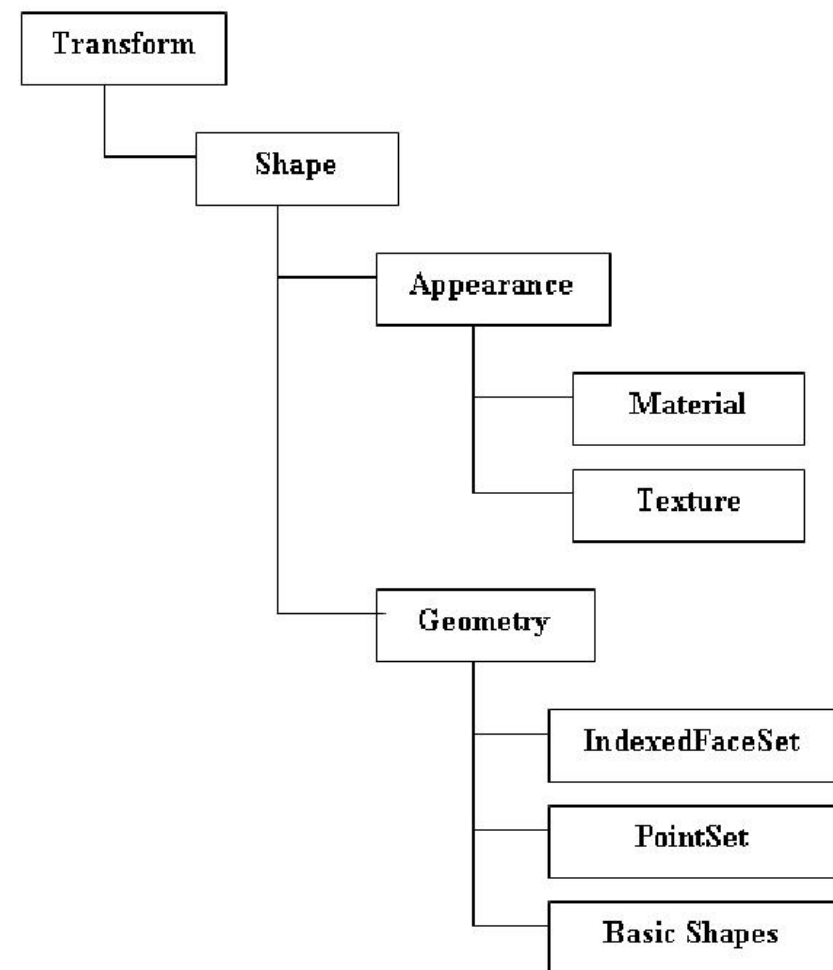 Transform
Shape
Appearance
Material
Texture
Geometry
IndexedFaceSet
PointSet
Basic Shapes